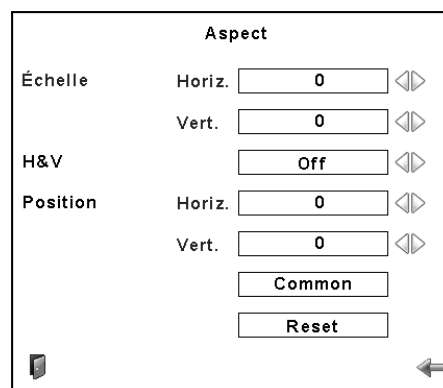 Aspect
Échelle Horiz. 0
Vert. 0
H&V Off
Position Horiz. 0
Vert. 0
Common
Reset